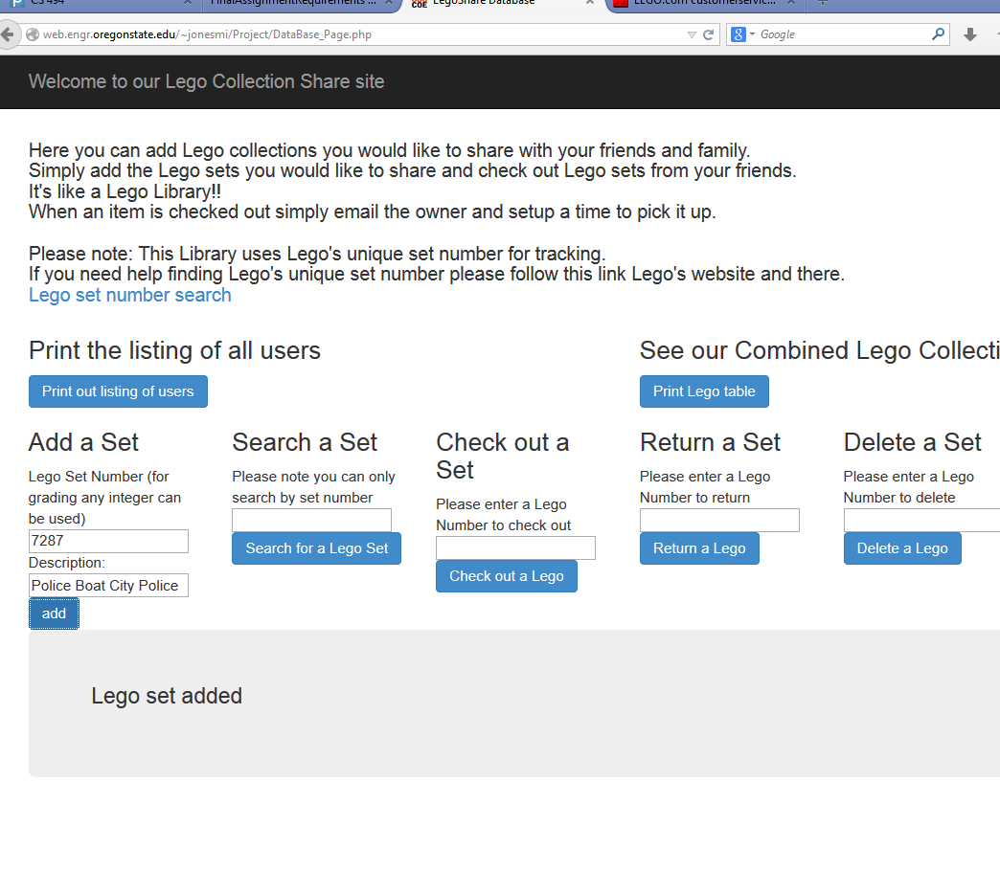 CS 494
FinalAssignmentRequirements ...
COE
LegoShare Database
LEGO.com customerservic...
web.engr.oregonstate.edu/~jonesmi/Project/DataBase_Page.php
8
Google
Welcome to our Lego Collection Share site
Here you can add Lego collections you would like to share with your friends and family.
Simply add the Lego sets you would like to share and check out Lego sets from your friends.
It's like a Lego Library!!
When an item is checked out simply email the owner and setup a time to pick it up.
Please note: This Library uses Lego's unique set number for tracking.
If you need help finding Lego's unique set number please follow this link Lego's website and there.
Lego set number search
Print the listing of all users
Print out listing of users
See our Combined Lego Collecti
Print Lego table
Add a Set
Lego Set Number (for
grading any integer can
be used)
7287
Description:
Police Boat City Police
add
Search a Set
Please note you can only
search by set number
Search for a Lego Set
Check out a
Set
Please enter a Lego
Number to check out
Check out a Lego
Return a Set
Please enter a Lego
Number to return
Return a Lego
Delete a Set
Please enter a Lego
Number to delete
Delete a Lego
Lego set added